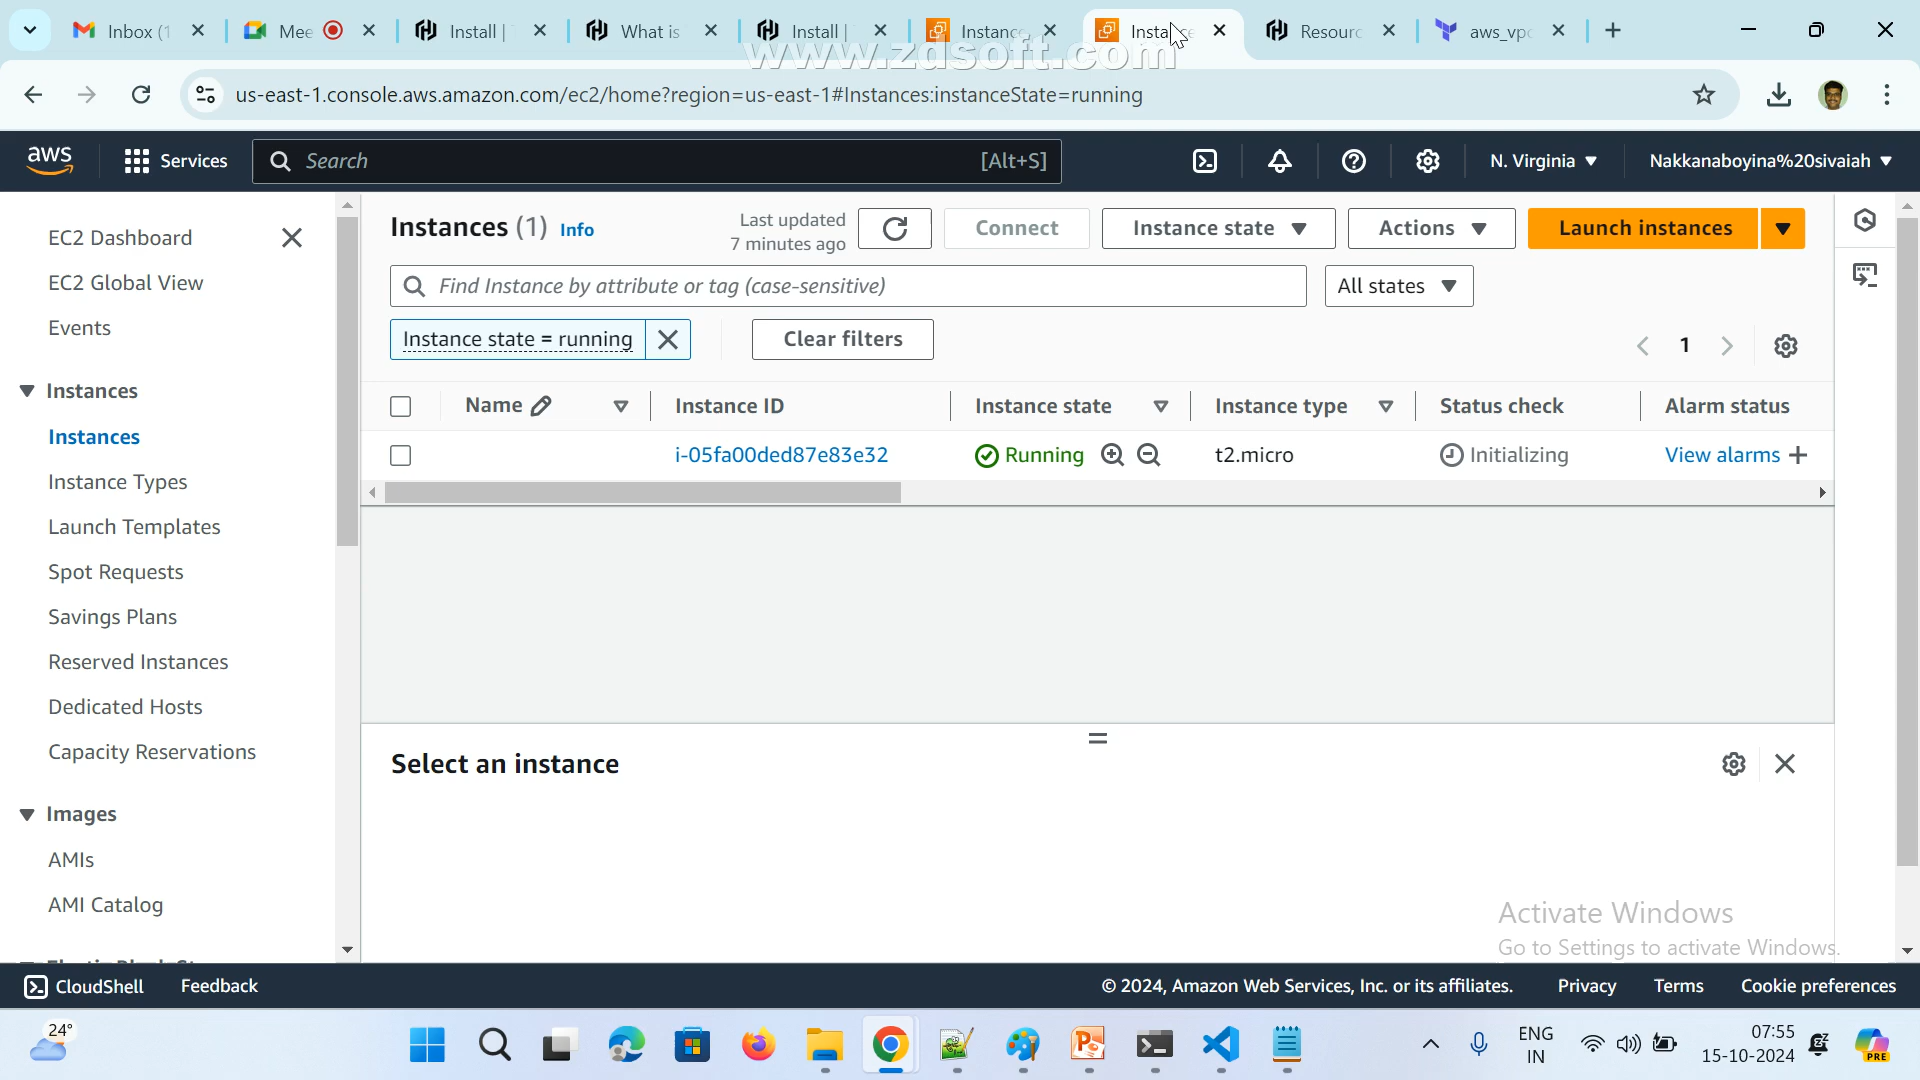 Inbox (1
Mee
Install |
What is
Install |
Instanc
Instance
Resourc
aws_vpc
www.zdsoft.com
us-east-1.console.aws.amazon.com/ec2/home?region=us-east-1#Instances:instanceState=running
aws
Services
Search
[Alt+S]
N. Virginia
Nakkanaboyina%20sivaiah
EC2 Dashboard
EC2 Global View
Events
Instances
Instances
Instance Types
Launch Templates
Spot Requests
Savings Plans
Reserved Instances
Dedicated Hosts
Capacity Reservations
Images
AMIs
AMI Catalog
Instances (1) Info
Last updated
7 minutes ago
Connect
Instance state
Actions
Launch instances
Find Instance by attribute or tag (case-sensitive)
All states
Instance state = running
Clear filters
1
Name
Instance ID
Instance state
Instance type
Status check
Alarm status
i-05fa00ded87e83e32
Running
t2.micro
Initializing
View alarms
Select an instance
Activate Windows
Go to Settings to activate Windows.
CloudShell
Feedback
© 2024, Amazon Web Services, Inc. or its affiliates.
Privacy
Terms
Cookie preferences
24°
ENG
IN
07:55
15-10-2024
PRE